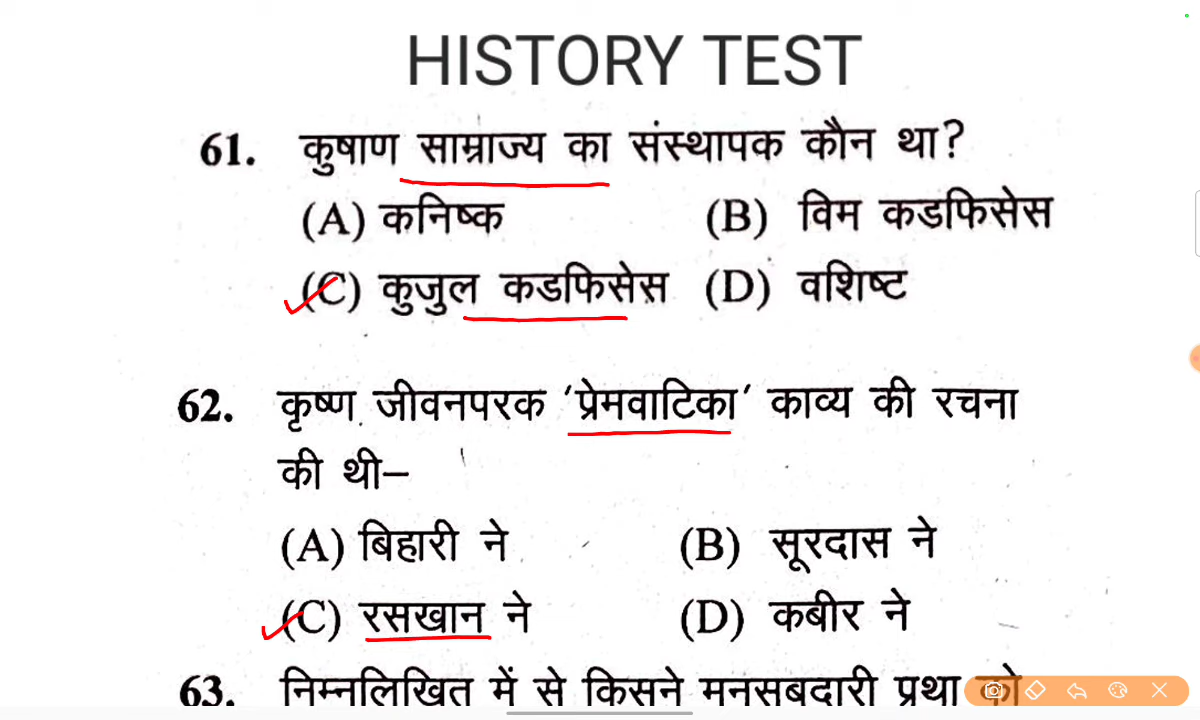 HISTORY TEST
61. कुषाण साम्राज्य का संस्थापक कौन था?
(A) कनिष्क (B) विम कडफिसेस
(C) कुजुल कडफिसेस (D) वशिष्ट
62. कृष्ण जीवनपरक 'प्रेमवाटिका' काव्य की रचना
की थी–
(A) बिहारी ने (B) सूरदास ने
(C) रसखान ने (D) कबीर ने
63. निम्नलिखित में से किसने मनसबदारी प्रथा को